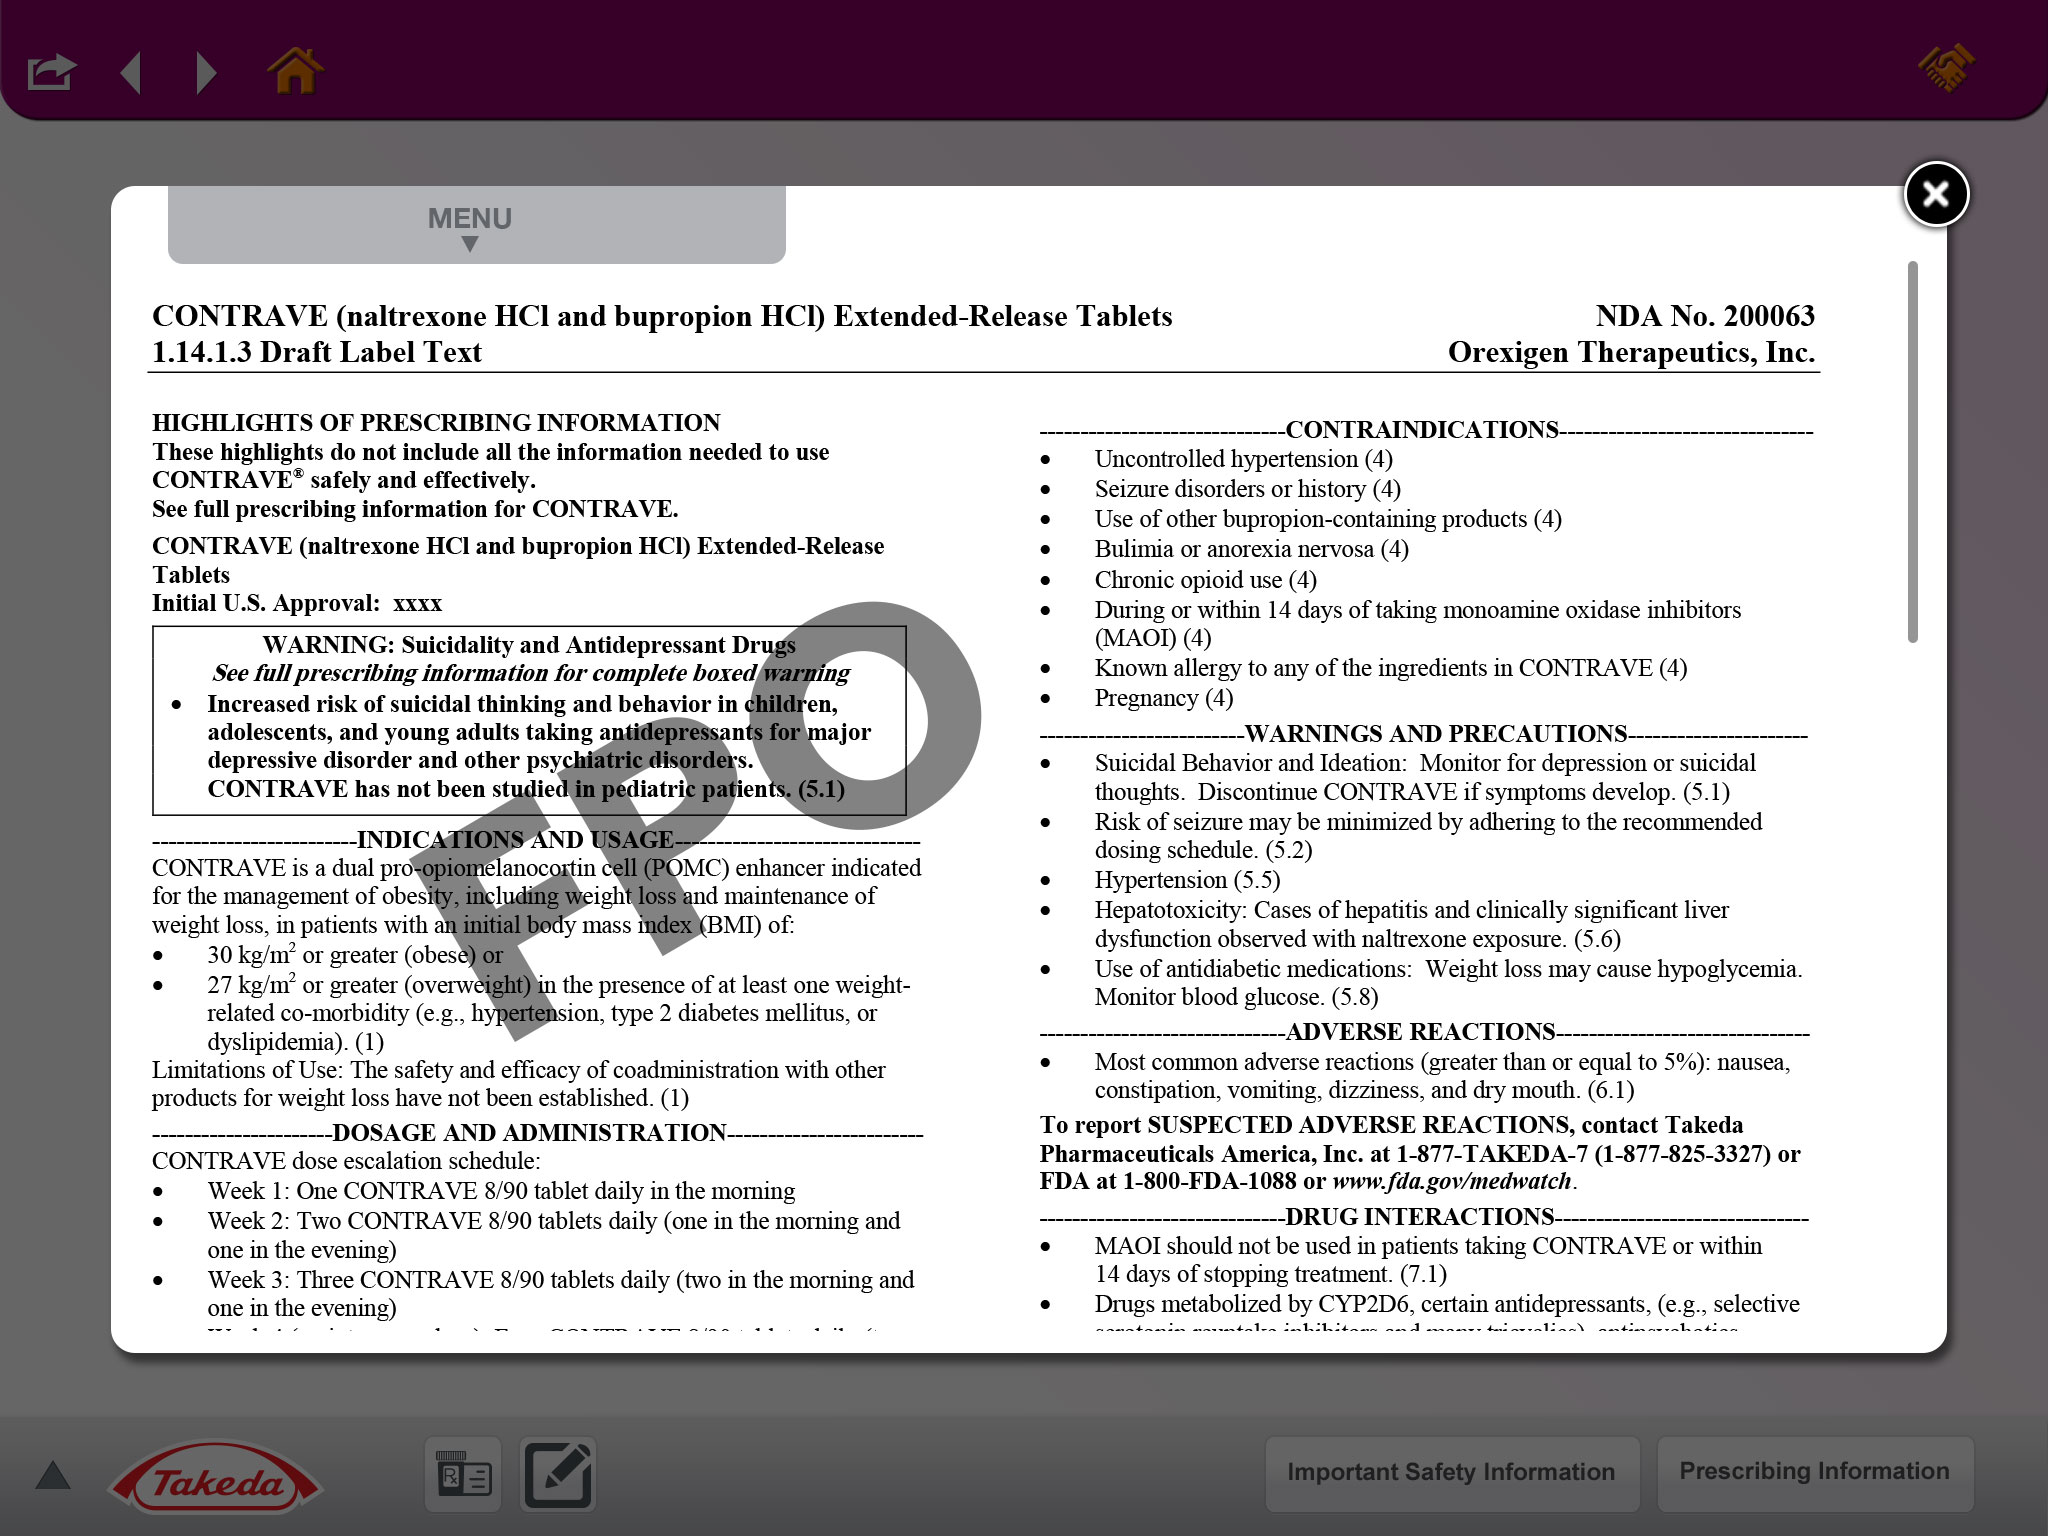 MENU
CONTRAVE (naltrexone HCl and bupropion HCl) Extended-Release Tablets
NDA No. 200063
1.14.1.3 Draft Label Text
Orexigen Therapeutics, Inc.
HIGHLIGHTS OF PRESCRIBING INFORMATION
These highlights do not include all the information needed to use
CONTRAVE® safely and effectively.
See full prescribing information for CONTRAVE.
CONTRAVE (naltrexone HCl and bupropion HCl) Extended-Release
Tablets
Initial U.S. Approval: xxxx
WARNING: Suicidality and Antidepressant Drugs
See full prescribing information for complete boxed warning
• Increased risk of suicidal thinking and behavior in children,
adolescents, and young adults taking antidepressants for major
depressive disorder and other psychiatric disorders.
CONTRAVE has not been studied in pediatric patients. (5.1)
-------------------------INDICATIONS AND USAGE------------------------------
CONTRAVE is a dual pro-opiomelanocortin cell (POMC) enhancer indicated
for the management of obesity, including weight loss and maintenance of
weight loss, in patients with an initial body mass index (BMI) of:
• 30 kg/m² or greater (obese) or
• 27 kg/m² or greater (overweight) in the presence of at least one weight-
related co-morbidity (e.g., hypertension, type 2 diabetes mellitus, or
dyslipidemia). (1)
Limitations of Use: The safety and efficacy of coadministration with other
products for weight loss have not been established. (1)
----------------------DOSAGE AND ADMINISTRATION------------------------
CONTRAVE dose escalation schedule:
• Week 1: One CONTRAVE 8/90 tablet daily in the morning
• Week 2: Two CONTRAVE 8/90 tablets daily (one in the morning and
one in the evening)
• Week 3: Three CONTRAVE 8/90 tablets daily (two in the morning and
one in the evening)
------------------------------CONTRAINDICATIONS-------------------------------
• Uncontrolled hypertension (4)
• Seizure disorders or history (4)
• Use of other bupropion-containing products (4)
• Bulimia or anorexia nervosa (4)
• Chronic opioid use (4)
• During or within 14 days of taking monoamine oxidase inhibitors
(MAOI) (4)
• Known allergy to any of the ingredients in CONTRAVE (4)
• Pregnancy (4)
-------------------------WARNINGS AND PRECAUTIONS----------------------
• Suicidal Behavior and Ideation: Monitor for depression or suicidal
thoughts. Discontinue CONTRAVE if symptoms develop. (5.1)
• Risk of seizure may be minimized by adhering to the recommended
dosing schedule. (5.2)
• Hypertension (5.5)
• Hepatotoxicity: Cases of hepatitis and clinically significant liver
dysfunction observed with naltrexone exposure. (5.6)
• Use of antidiabetic medications: Weight loss may cause hypoglycemia.
Monitor blood glucose. (5.8)
------------------------------ADVERSE REACTIONS-------------------------------
• Most common adverse reactions (greater than or equal to 5%): nausea,
constipation, vomiting, dizziness, and dry mouth. (6.1)
To report SUSPECTED ADVERSE REACTIONS, contact Takeda
Pharmaceuticals America, Inc. at 1-877-TAKEDA-7 (1-877-825-3327) or
FDA at 1-800-FDA-1088 or www.fda.gov/medwatch.
------------------------------DRUG INTERACTIONS-------------------------------
• MAOI should not be used in patients taking CONTRAVE or within
14 days of stopping treatment. (7.1)
• Drugs metabolized by CYP2D6, certain antidepressants, (e.g., selective
FPO
Takeda
Rx
Important Safety Information
Prescribing Information